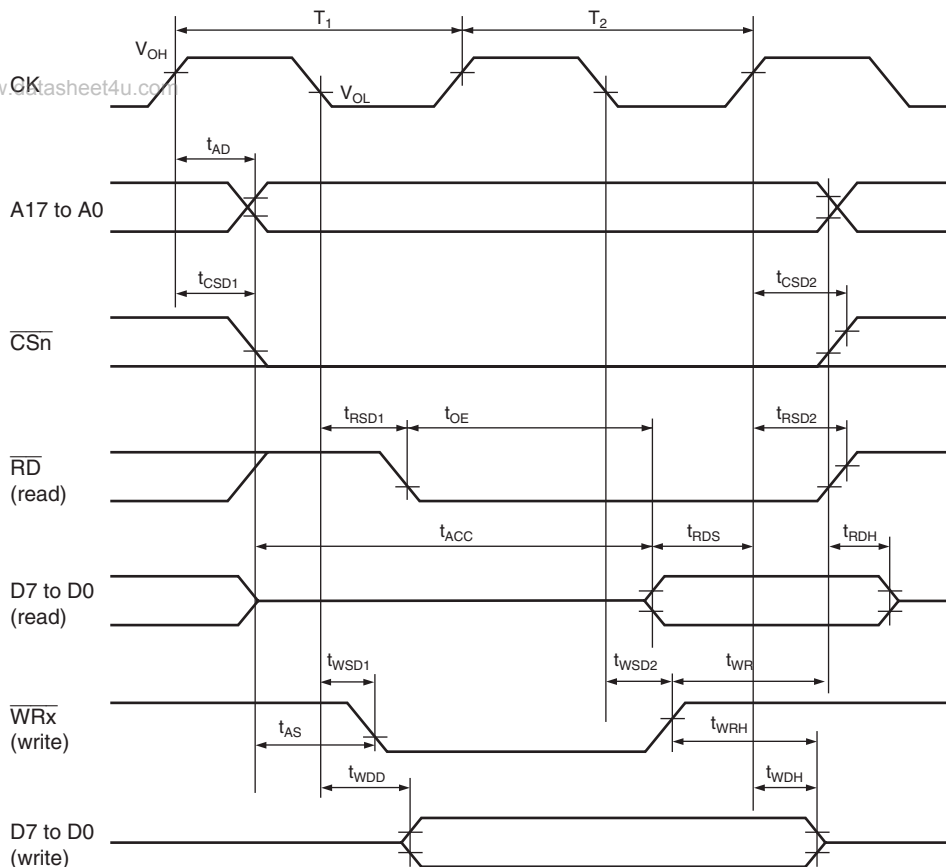 T1 T2
VOH
CK
w.datasheet4u.com
VOL
tAD
A17 to A0
tCSD1 tCSD2
CSn
tRSD1 tOE tRSD2
RD
(read)
tACC tRDS tRDH
D7 to D0
(read)
tWSD1 tWSD2 tWR
WRx
(write)
tAS tWRH
tWDD tWDH
D7 to D0
(write)